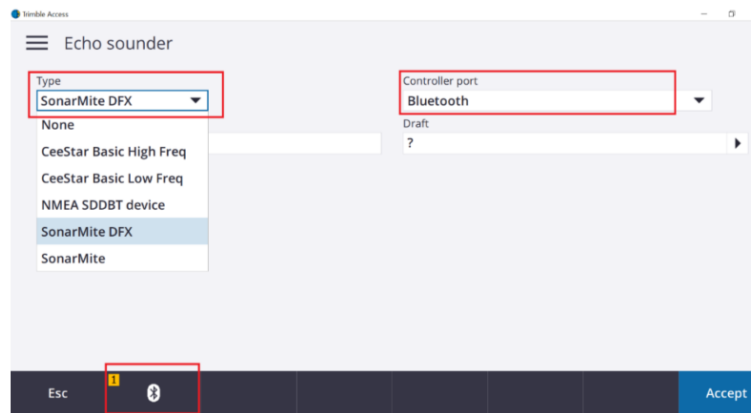 Trimble Access
Echo sounder
Type
SonarMite DFX
Controller port
Bluetooth
None
CeeStar Basic High Freq
CeeStar Basic Low Freq
NMEA SDDBT device
SonarMite DFX
SonarMite
Draft
?
Esc
1
Accept